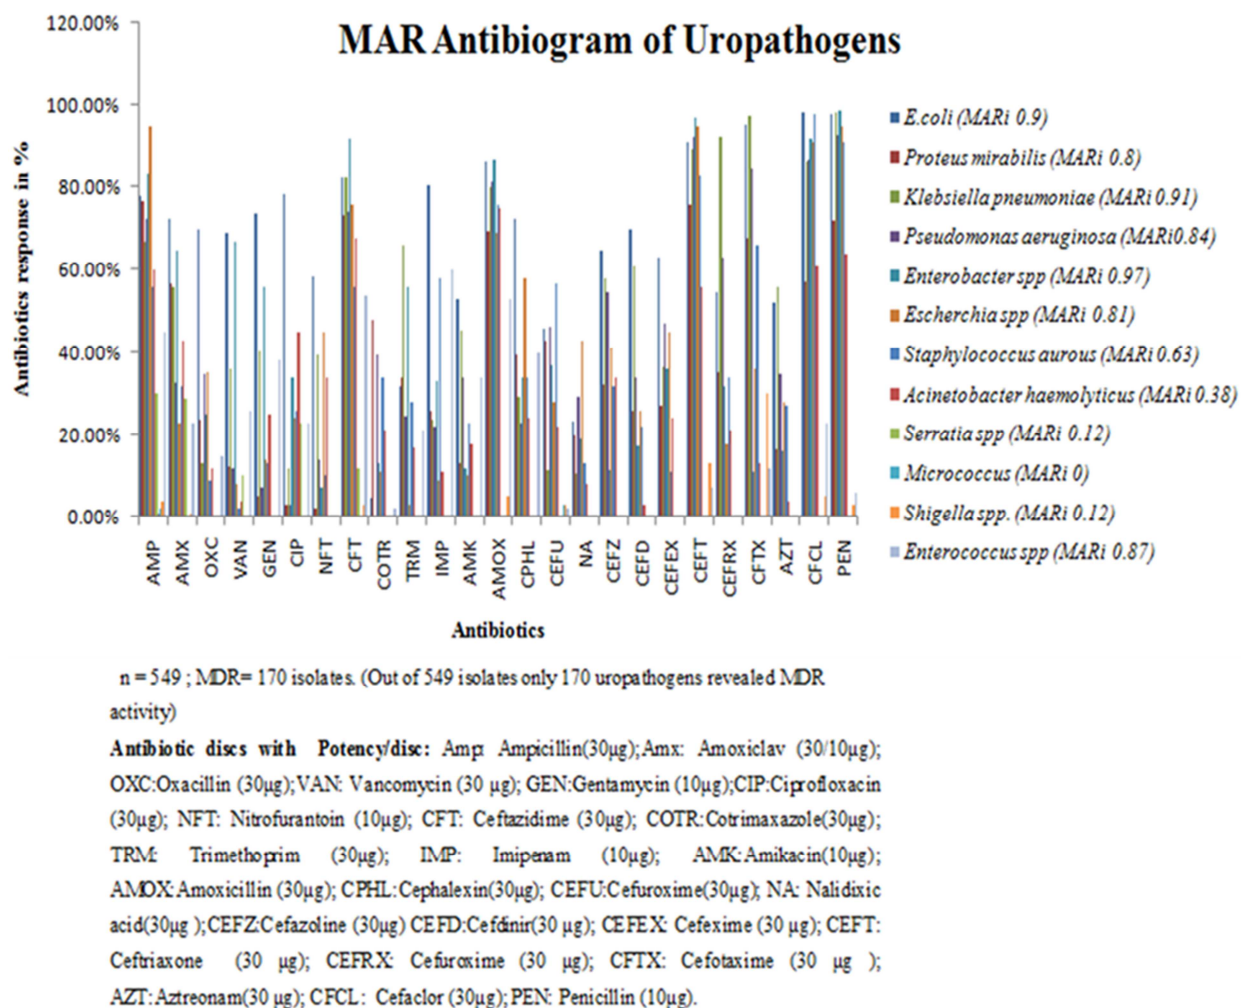 MAR Antibiogram of Uropathogens
120.00%
100.00%
80.00%
60.00%
40.00%
20.00%
0.00%
Antibiotics response in %
AMP
AMX
OXC
VAN
GEN
CIP
NFT
CFT
COTR
TRM
IMP
AMK
AMOX
CPHL
CEFU
NA
CEFZ
CEFD
CEFEX
CEFT
CEFRX
CFTX
AZT
CFCL
PEN
Antibiotics
E.coli (MARi 0.9)
Proteus mirabilis (MARi 0.8)
Klebsiella pneumoniae (MARi 0.91)
Pseudomonas aeruginosa (MARi0.84)
Enterobacter spp (MARi 0.97)
Escherchia spp (MARi 0.81)
Staphylococcus aurous (MARi 0.63)
Acinetobacter haemolyticus (MARi 0.38)
Serratia spp (MARi 0.12)
Micrococcus (MARi 0)
Shigella spp. (MARi 0.12)
Enterococcus spp (MARi 0.87)
n = 549 ; MDR= 170 isolates. (Out of 549 isolates only 170 uropathogens revealed MDR
activity)
Antibiotic discs with Potency/disc: Amp: Ampicillin(30µg);Amx: Amoxiclav (30/10µg);
OXC:Oxacillin (30µg);VAN: Vancomycin (30 µg); GEN:Gentamycin (10µg);CIP:Ciprofloxacin
(30µg); NFT: Nitrofurantoin (10µg); CFT: Ceftazidime (30µg); COTR:Cotrimaxazole(30µg);
TRM: Trimethoprim (30µg); IMP: Imipenam (10µg); AMK:Amikacin(10µg);
AMOX:Amoxicillin (30µg); CPHL:Cephalexin(30µg); CEFU:Cefuroxime(30µg); NA: Nalidixic
acid(30µg );CEFZ:Cefazoline (30µg) CEFD:Cefdinir(30 µg); CEFEX: Cefexime (30 µg); CEFT:
Ceftriaxone (30 µg); CEFRX: Cefuroxime (30 µg); CFTX: Cefotaxime (30 µg );
AZT:Aztreonam(30 µg); CFCL: Cefaclor (30µg); PEN: Penicillin (10µg).